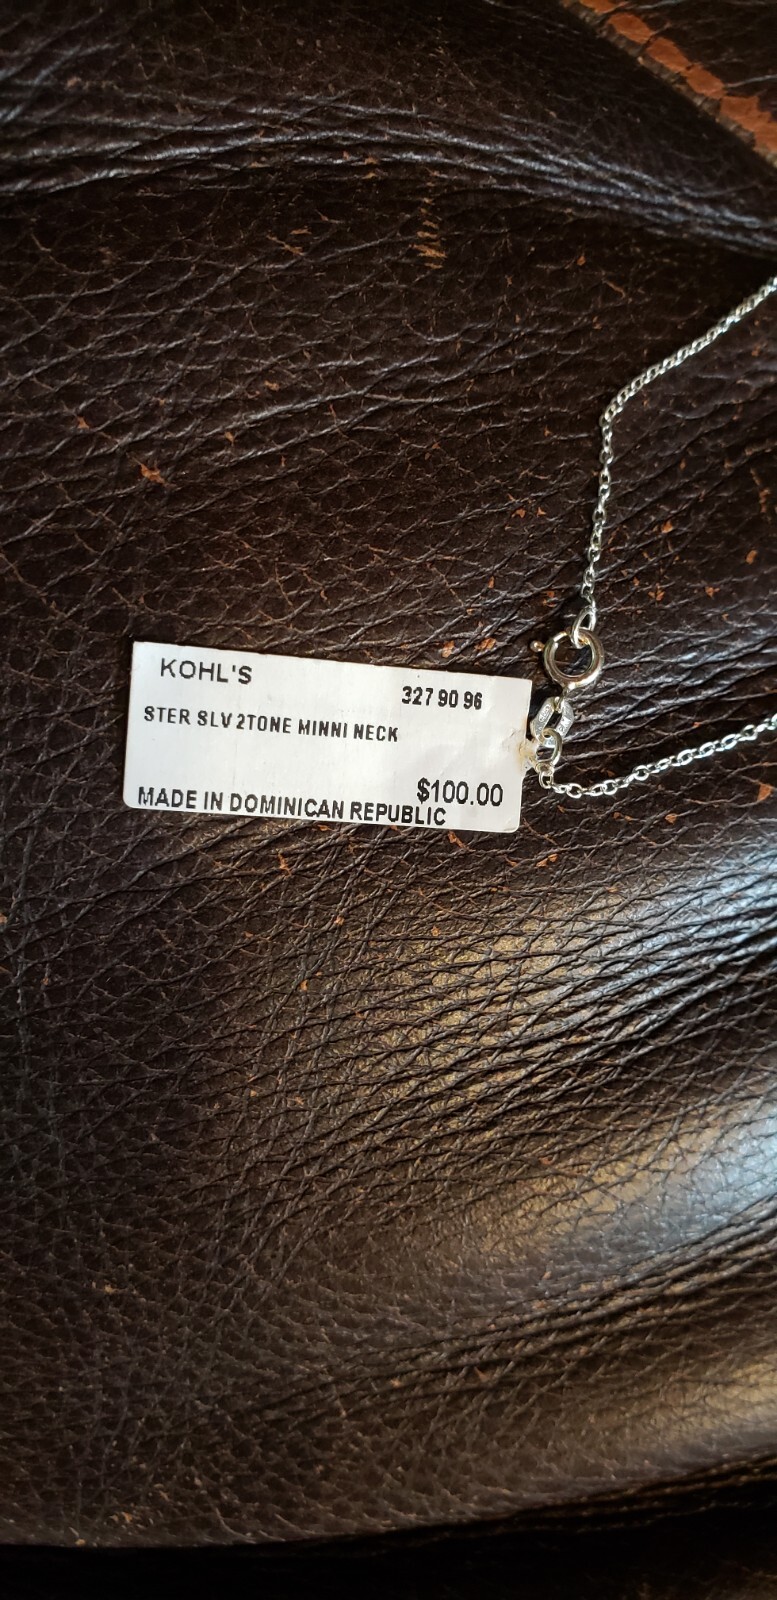 KOHL'S
327 90 96
STER SLV 2TONE MINNI NECK
$100.00
MADE IN DOMINICAN REPUBLIC